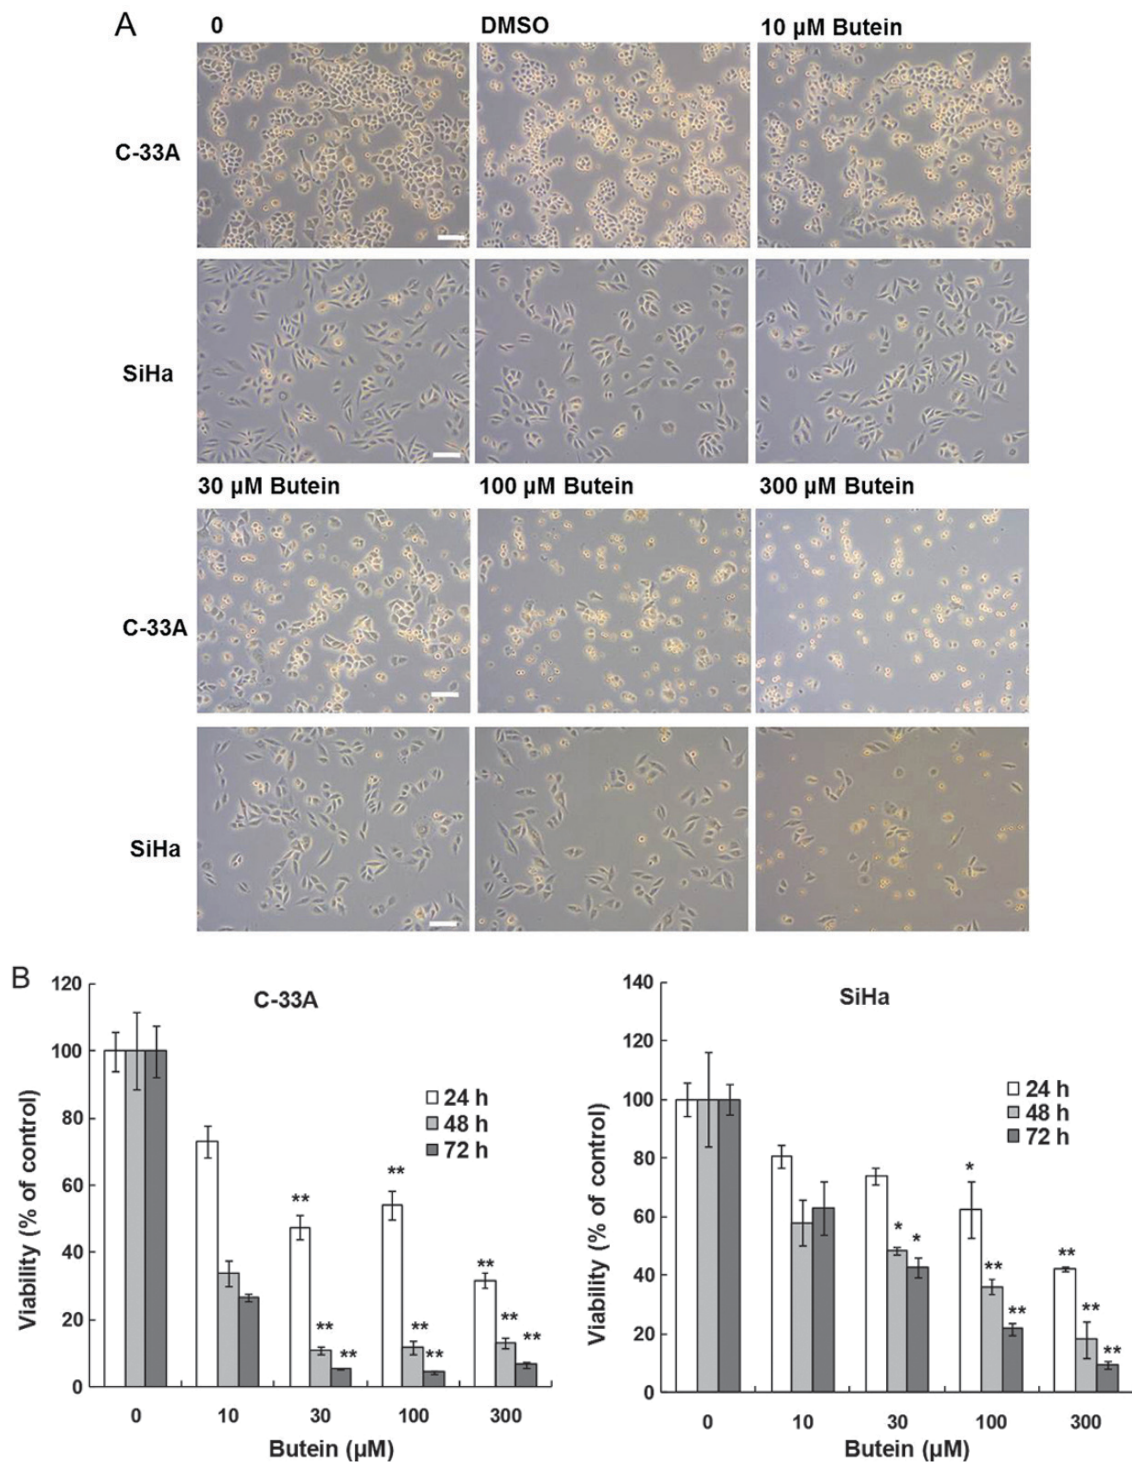 A
0 DMSO 10 µM Butein
C-33A
SiHa
30 µM Butein 100 µM Butein 300 µM Butein
C-33A
SiHa
B
C-33A
Viability (% of control)
120
100
80
60
40
20
0
24 h
48 h
72 h
** ** **
** ** **
** ** **
0 10 30 100 300
Butein (µM)
SiHa
Viability (% of control)
140
120
100
80
60
40
20
0
24 h
48 h
72 h
* * * ** ** ** ** **
0 10 30 100 300
Butein (µM)